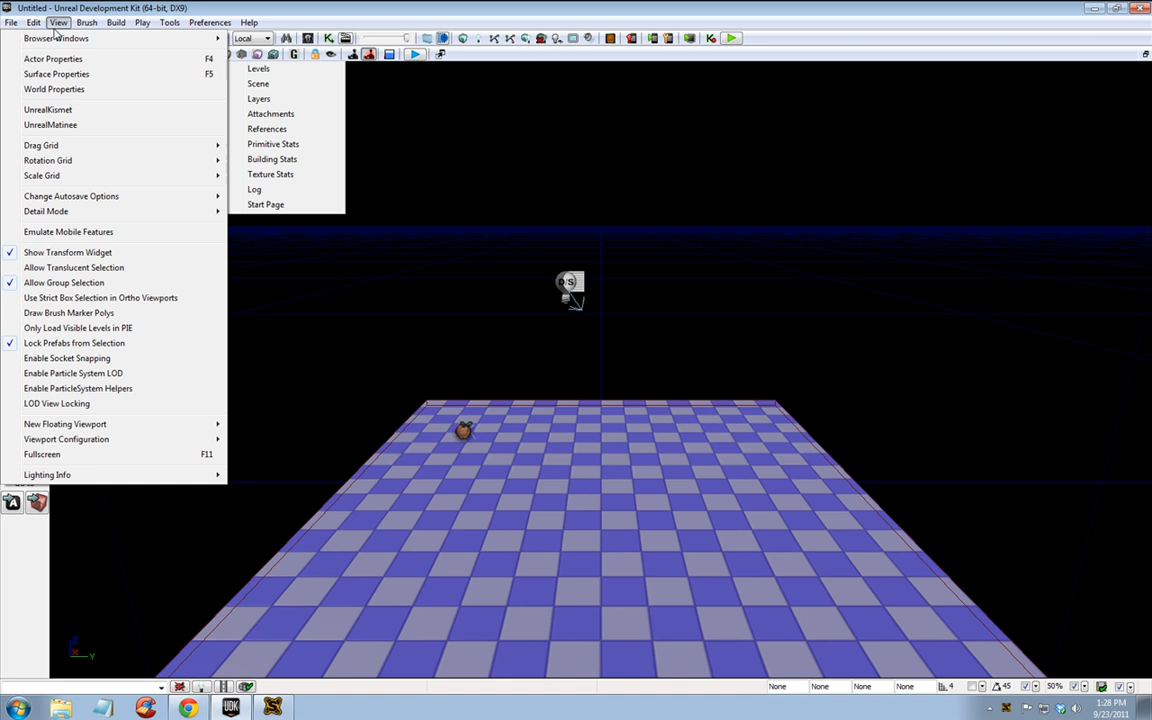 Untitled - Unreal Development Kit (64-bit, DX9)
File Edit View Brush Build Play Tools Preferences Help
Browser Windows
Local
Actor Properties F4
Surface Properties F5
World Properties
UnrealKismet
UnrealMatinee
Drag Grid
Rotation Grid
Scale Grid
Change Autosave Options
Detail Mode
Emulate Mobile Features
Show Transform Widget
Allow Translucent Selection
Allow Group Selection
Use Strict Box Selection in Ortho Viewports
Draw Brush Marker Polys
Only Load Visible Levels in PIE
Lock Prefabs from Selection
Enable Socket Snapping
Enable Particle System LOD
Enable ParticleSystem Helpers
LOD View Locking
New Floating Viewport
Viewport Configuration
Fullscreen F11
Lighting Info
Levels
Scene
Layers
Attachments
References
Primitive Stats
Building Stats
Texture Stats
Log
Start Page
G
D/S
A
Z
X
Y
None None None None 4 45 50%
UDK
1:28 PM
9/23/2011